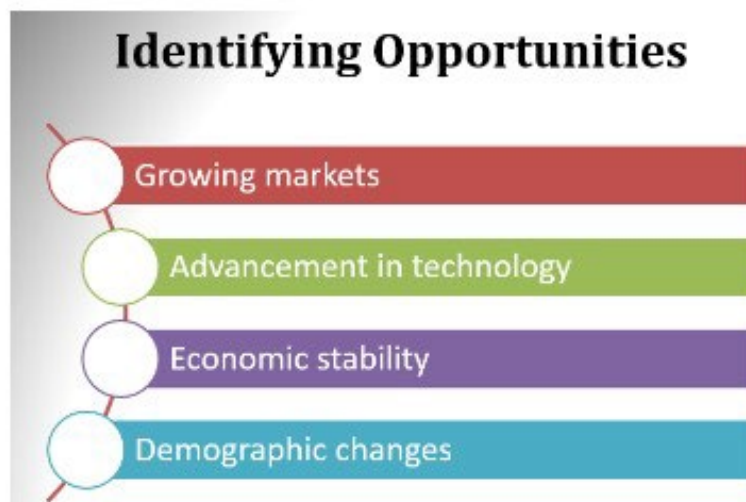 Identifying Opportunities
Growing markets
Advancement in technology
Economic stability
Demographic changes